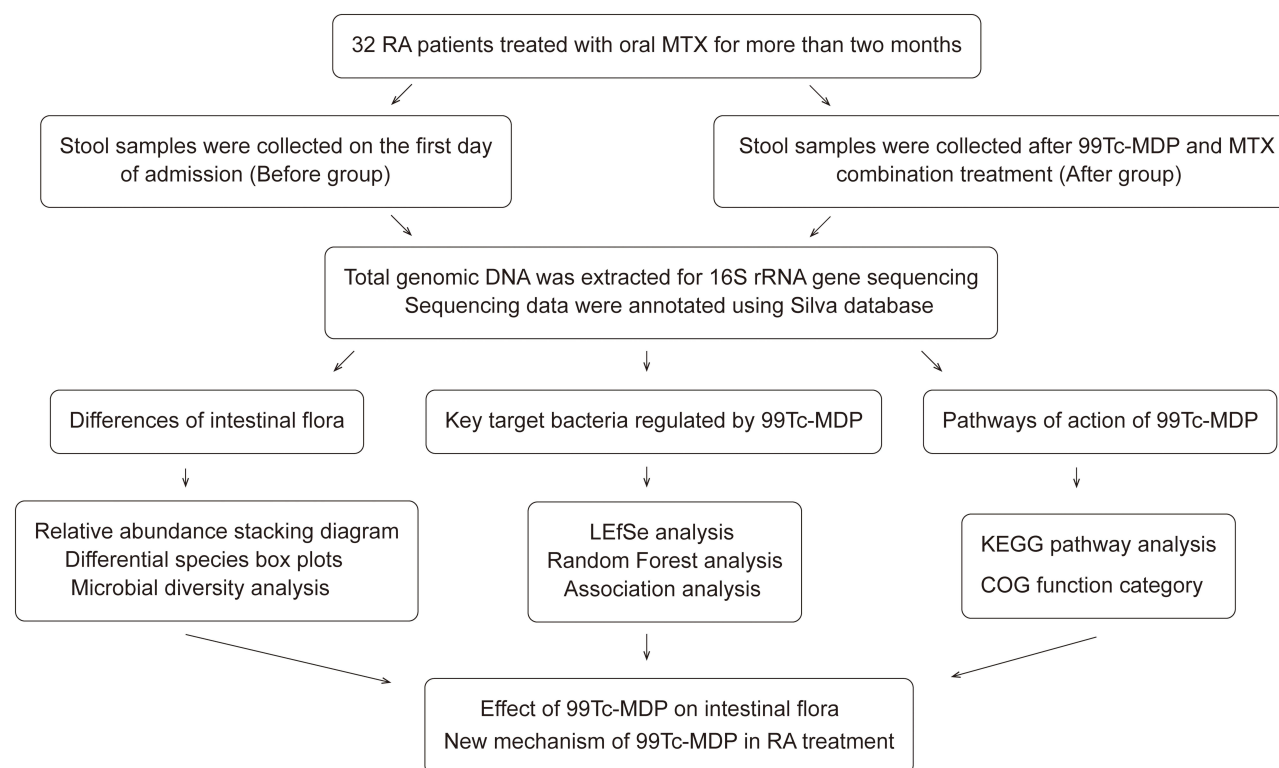 32 RA patients treated with oral MTX for more than two months
Stool samples were collected on the first day
of admission (Before group)
Stool samples were collected after 99Tc-MDP and MTX
combination treatment (After group)
Total genomic DNA was extracted for 16S rRNA gene sequencing
Sequencing data were annotated using Silva database
Differences of intestinal flora
Key target bacteria regulated by 99Tc-MDP
Pathways of action of 99Tc-MDP
Relative abundance stacking diagram
Differential species box plots
Microbial diversity analysis
LEfSe analysis
Random Forest analysis
Association analysis
KEGG pathway analysis
COG function category
Effect of 99Tc-MDP on intestinal flora
New mechanism of 99Tc-MDP in RA treatment